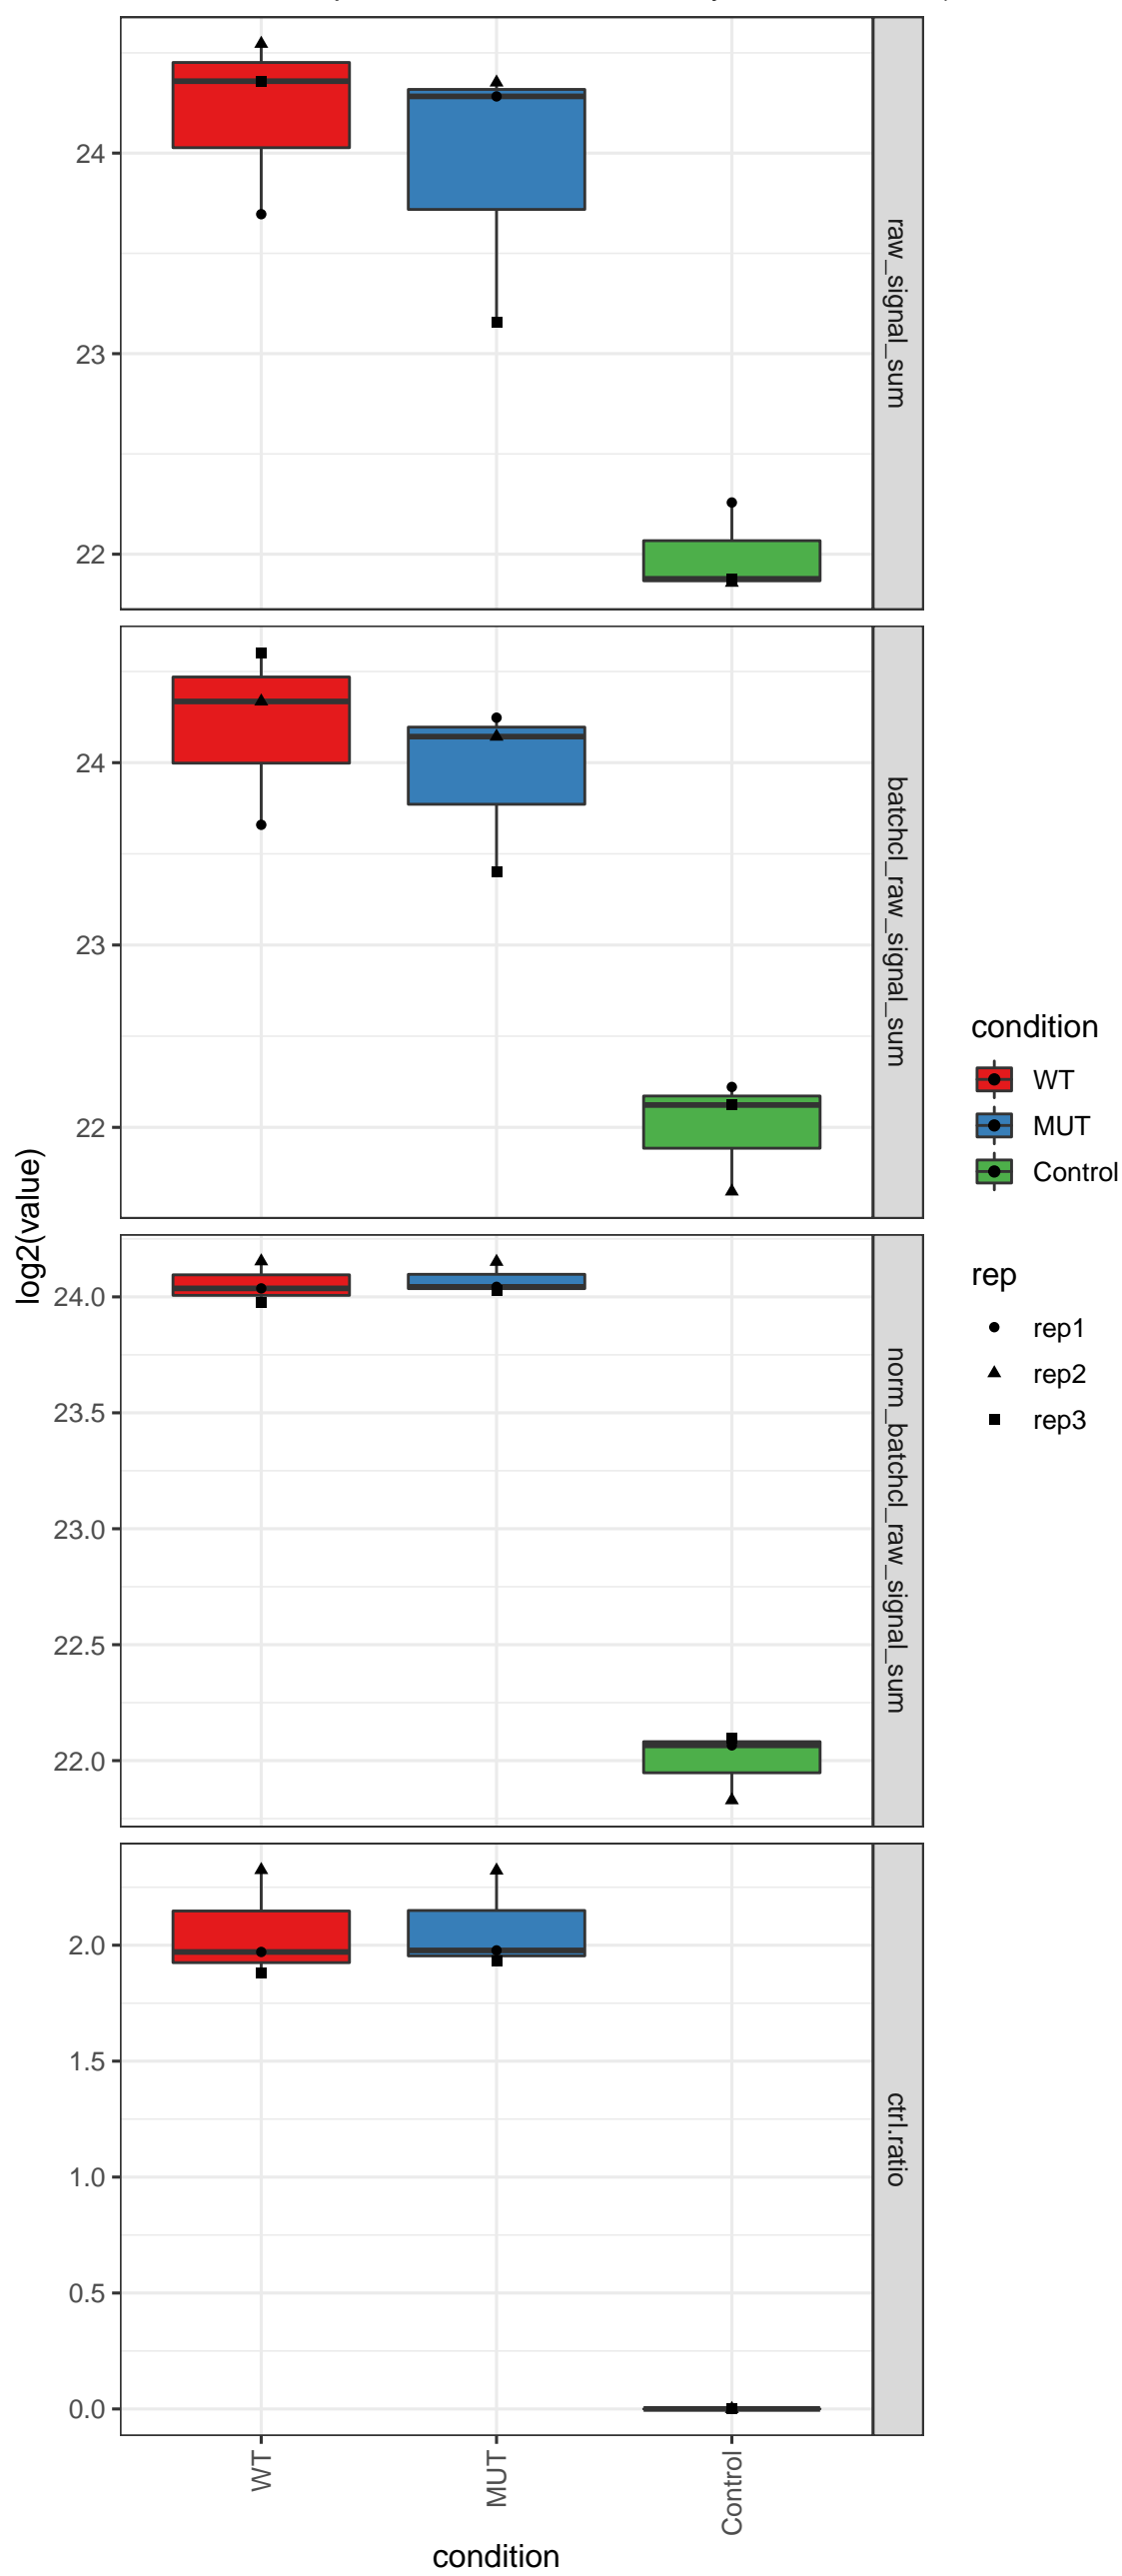 24
23
22
raw_signal_sum
24
23
22
batchcl_raw_signal_sum
24.0
23.5
23.0
22.5
22.0
norm_batchcl_raw_signal_sum
2.0
1.5
1.0
0.5
0.0
ctrl.ratio
log2(value)
WT
MUT
Control
condition
condition
WT
MUT
Control
rep
rep1
rep2
rep3